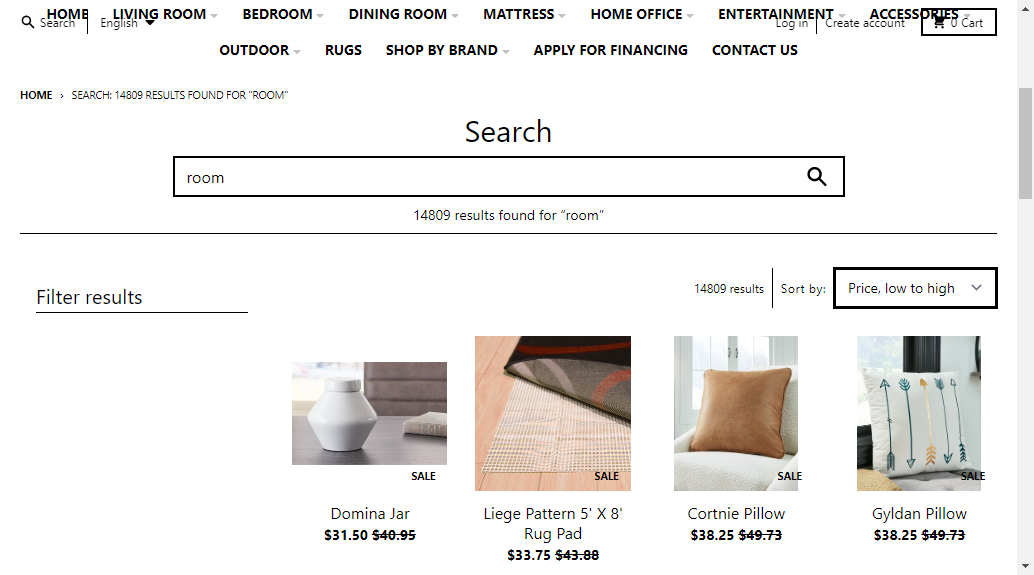 HOME LIVING ROOM BEDROOM DINING ROOM MATTRESS HOME OFFICE ENTERTAINMENT ACCESSORIES
Search English Log in Create account 0 Cart
OUTDOOR RUGS SHOP BY BRAND APPLY FOR FINANCING CONTACT US
HOME › SEARCH: 14809 RESULTS FOUND FOR "ROOM"
Search
room
14809 results found for “room”
Filter results
14809 results Sort by: Price, low to high
SALE SALE SALE SALE
Domina Jar
$31.50 $40.95
Liege Pattern 5' X 8'
Rug Pad
$33.75 $43.88
Cortnie Pillow
$38.25 $49.73
Gyldan Pillow
$38.25 $49.73